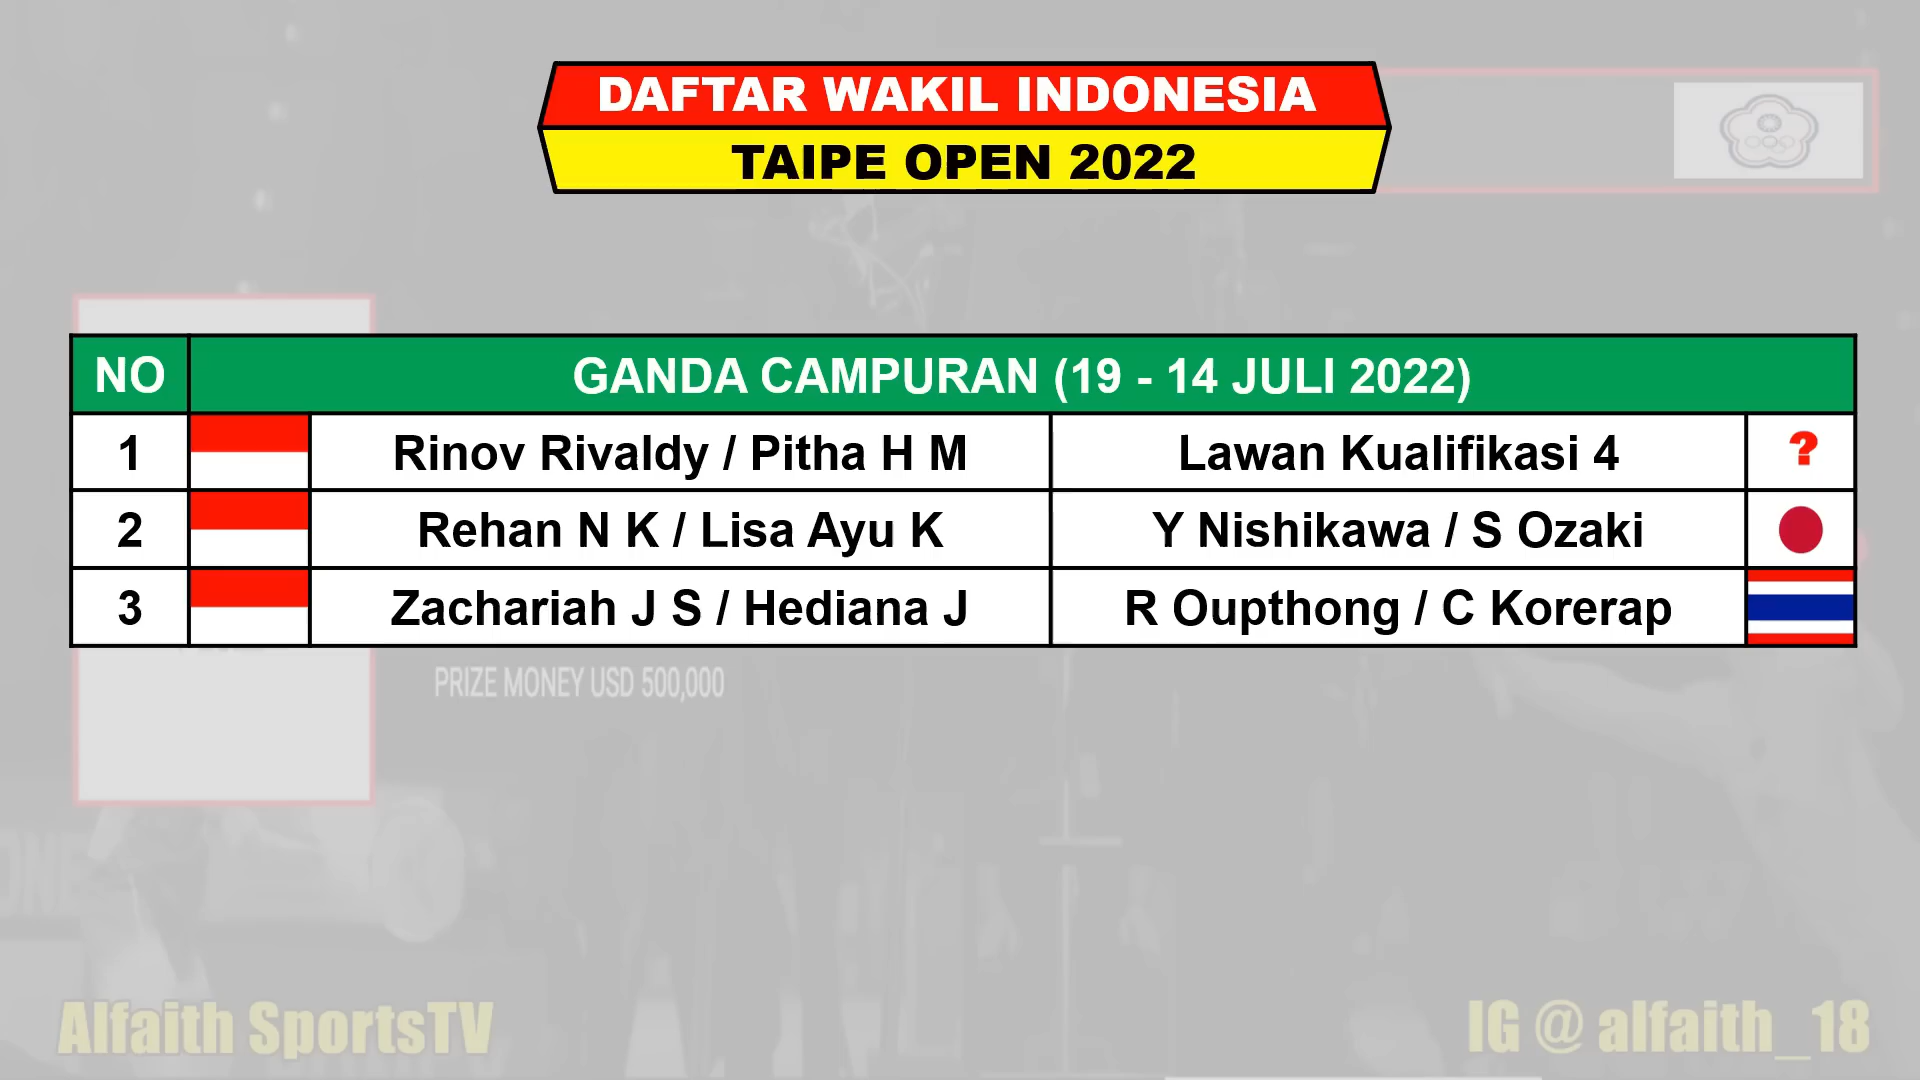 DAFTAR WAKIL INDONESIA
TAIPE OPEN 2022
NO GANDA CAMPURAN (19 - 14 JULI 2022)
1 Rinov Rivaldy / Pitha H M Lawan Kualifikasi 4 ?
2 Rehan N K / Lisa Ayu K Y Nishikawa / S Ozaki
3 Zachariah J S / Hediana J R Oupthong / C Korerap
PRIZE MONEY USD 500,000
Alfaith SportsTV IG @ alfaith_18